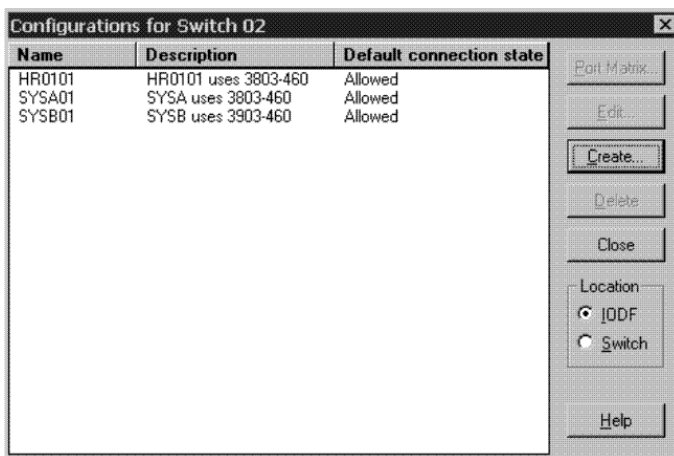 Configurations for Switch 02
Name Description Default connection state
HR0101 HR0101 uses 3803-460 Allowed
SYSA01 SYSA uses 3803-460 Allowed
SYSB01 SYSB uses 3903-460 Allowed
Port Matrix...
Edit...
Create...
Delete
Close
Location
IODF
Switch
Help